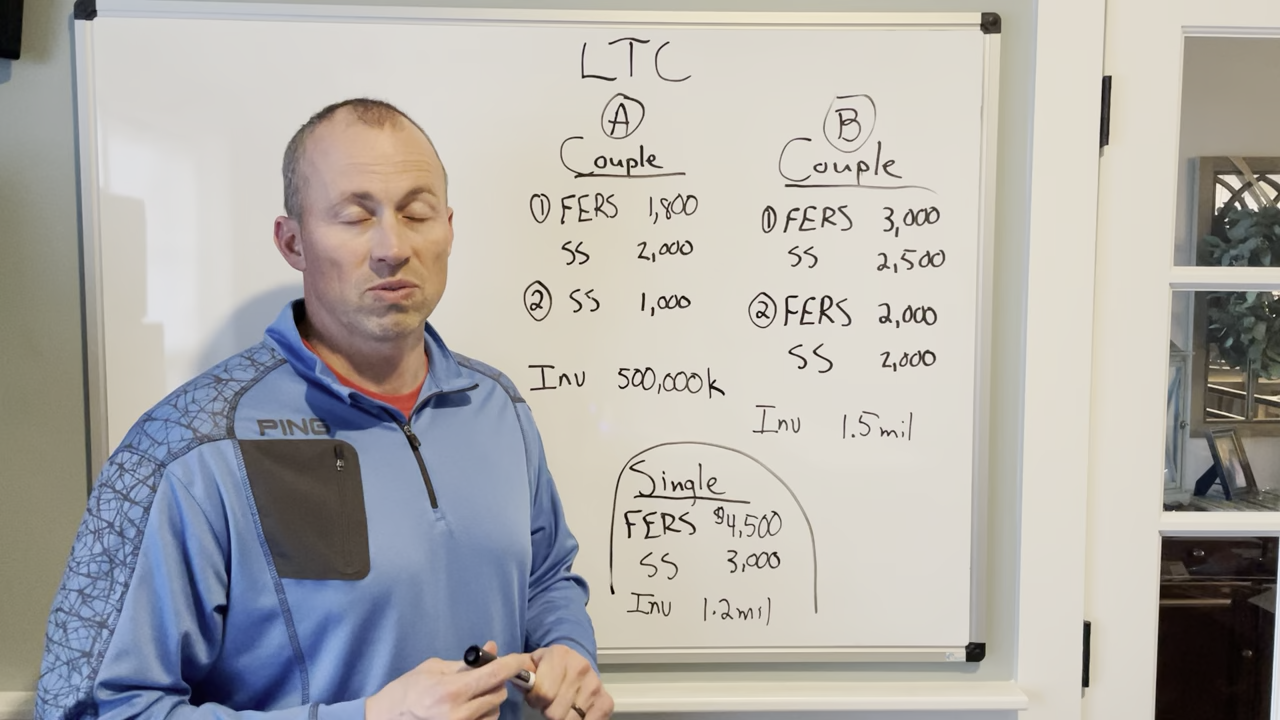 LTC
A
Couple
① FERS 1,800
SS 2,000
② SS 1,000
Inv 500,000k
B
Couple
① FERS 3,000
SS 2,500
② FERS 2,000
SS 2,000
Inv 1.5mil
Single
FERS $4,500
SS 3,000
Inv 1.2mil
PING